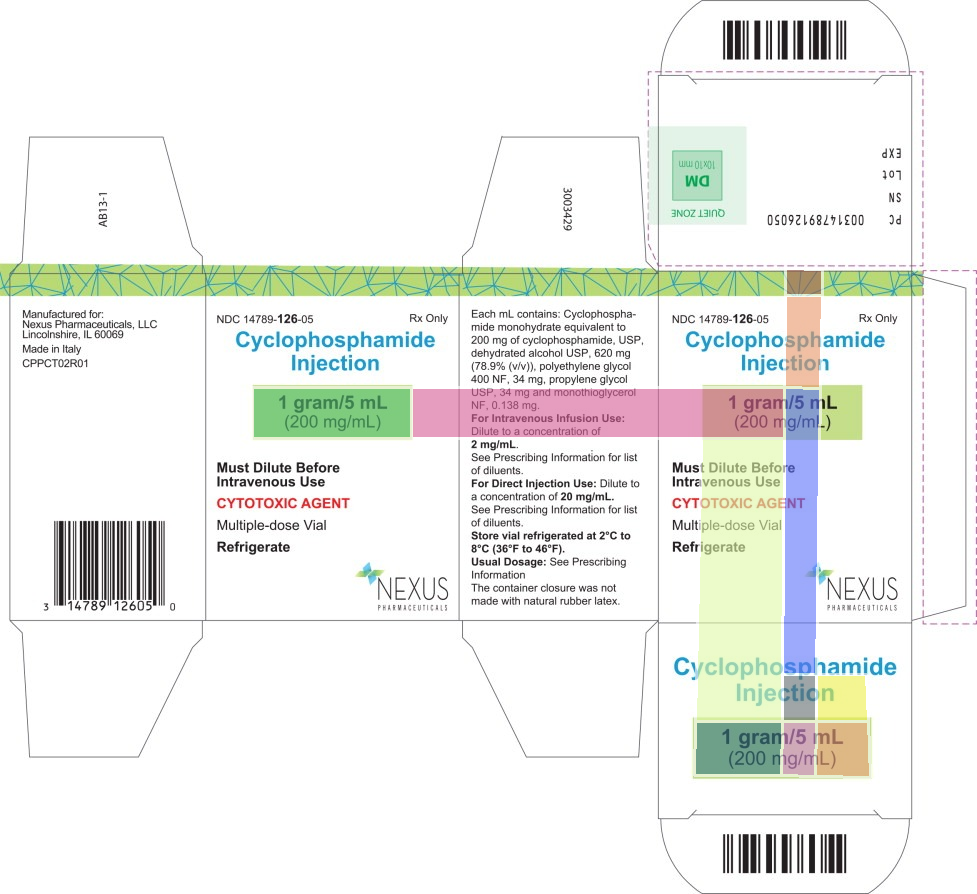 PC 00314789126050
SN
Lot
EXP
QUIET ZONE
DM
10x10 mm
AB13-1
3003429
Manufactured for:
Nexus Pharmaceuticals, LLC
Lincolnshire, IL 60069
Made in Italy
CPPCT02R01
3 14789 12605 0
NDC 14789-126-05 Rx Only
Cyclophosphamide
Injection
1 gram/5 mL
(200 mg/mL)
Must Dilute Before
Intravenous Use
CYTOTOXIC AGENT
Multiple-dose Vial
Refrigerate
NEXUS
PHARMACEUTICALS
Each mL contains: Cyclophospha-
mide monohydrate equivalent to
200 mg of cyclophosphamide, USP,
dehydrated alcohol USP, 620 mg
(78.9% (v/v)), polyethylene glycol
400 NF, 34 mg, propylene glycol
USP, 34 mg and monothioglycerol
NF, 0.138 mg.
For Intravenous Infusion Use:
Dilute to a concentration of
2 mg/mL.
See Prescribing Information for list
of diluents.
For Direct Injection Use: Dilute to
a concentration of 20 mg/mL.
See Prescribing Information for list
of diluents.
Store vial refrigerated at 2°C to
8°C (36°F to 46°F).
Usual Dosage: See Prescribing
Information
The container closure was not
made with natural rubber latex.
NDC 14789-126-05 Rx Only
Cyclophosphamide
Injection
1 gram/5 mL
(200 mg/mL)
Must Dilute Before
Intravenous Use
CYTOTOXIC AGENT
Multiple-dose Vial
Refrigerate
NEXUS
PHARMACEUTICALS
Cyclophosphamide
Injection
1 gram/5 mL
(200 mg/mL)